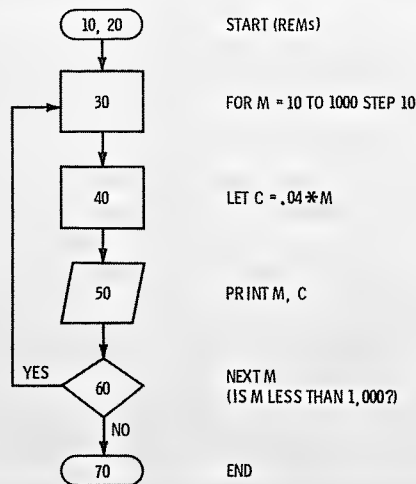 10, 20 START (REMs)
30 FOR M = 10 TO 1000 STEP 10
40 LET C = .04*M
50 PRINT M, C
YES 60 NEXT M
(IS M LESS THAN 1,000?)
NO
70 END